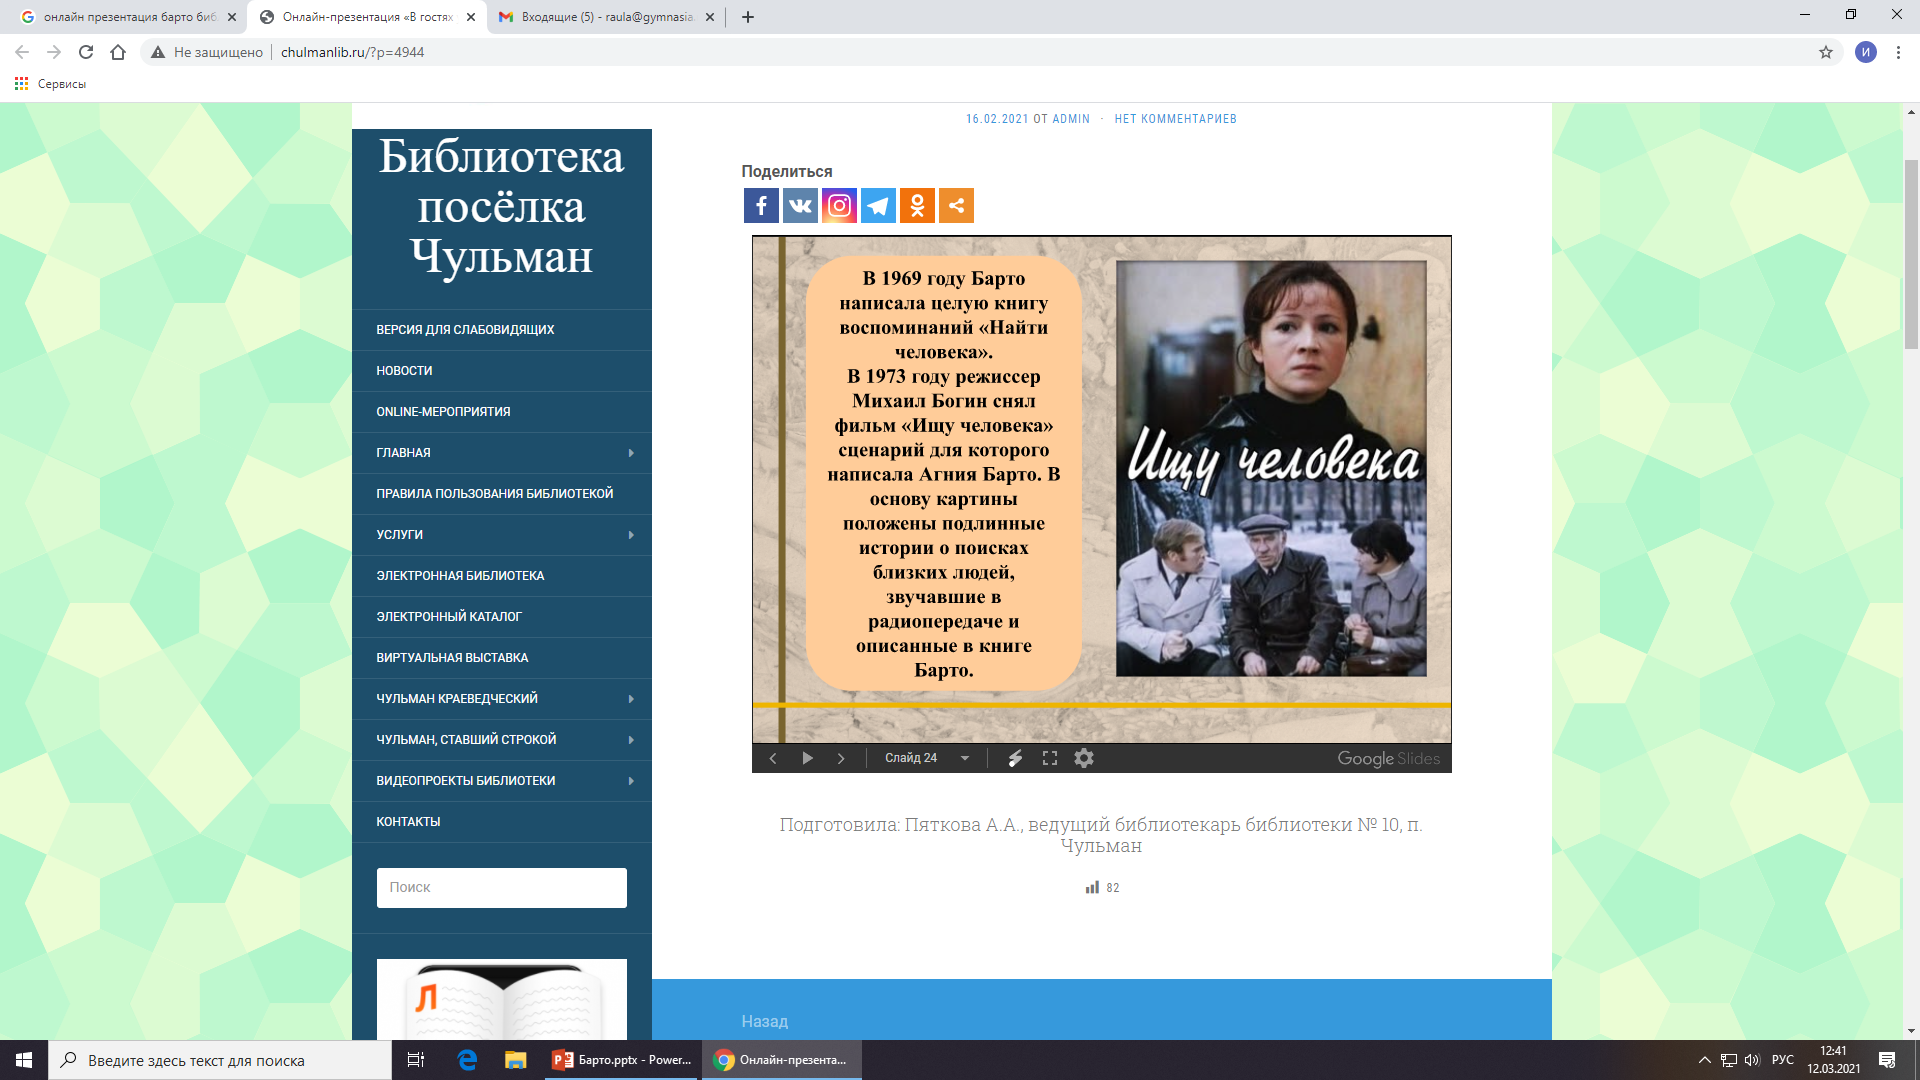 онлайн презентация барто биб
Онлайн-презентация «В гостях
Входящие (5) - raula@gymnasia.
Не защищено
chulmanlib.ru/?p=4944
И
Сервисы
Библиотека
посёлка
Чульман
ВЕРСИЯ ДЛЯ СЛАБОВИДЯЩИХ
НОВОСТИ
ONLINE-МЕРОПРИЯТИЯ
ГЛАВНАЯ
ПРАВИЛА ПОЛЬЗОВАНИЯ БИБЛИОТЕКОЙ
УСЛУГИ
ЭЛЕКТРОННАЯ БИБЛИОТЕКА
ЭЛЕКТРОННЫЙ КАТАЛОГ
ВИРТУАЛЬНАЯ ВЫСТАВКА
ЧУЛЬМАН КРАЕВЕДЧЕСКИЙ
ЧУЛЬМАН, СТАВШИЙ СТРОКОЙ
ВИДЕОПРОЕКТЫ БИБЛИОТЕКИ
КОНТАКТЫ
Поиск
Л
16.02.2021 ОТ ADMIN · НЕТ КОММЕНТАРИЕВ
Поделиться
В 1969 году Барто
написала целую книгу
воспоминаний «Найти
человека».
В 1973 году режиссер
Михаил Богин снял
фильм «Ищу человека»
сценарий для которого
написала Агния Барто. В
основу картины
положены подлинные
истории о поисках
близких людей,
звучавшие в
радиопередаче и
описанные в книге
Барто.
Ищу человека
Слайд 24
Google Slides
Подготовила: Пяткова А.А., ведущий библиотекарь библиотеки № 10, п.
Чульман
82
Назад
Введите здесь текст для поиска
Барто.pptx - Power...
Онлайн-презента...
РУС
12:41
12.03.2021